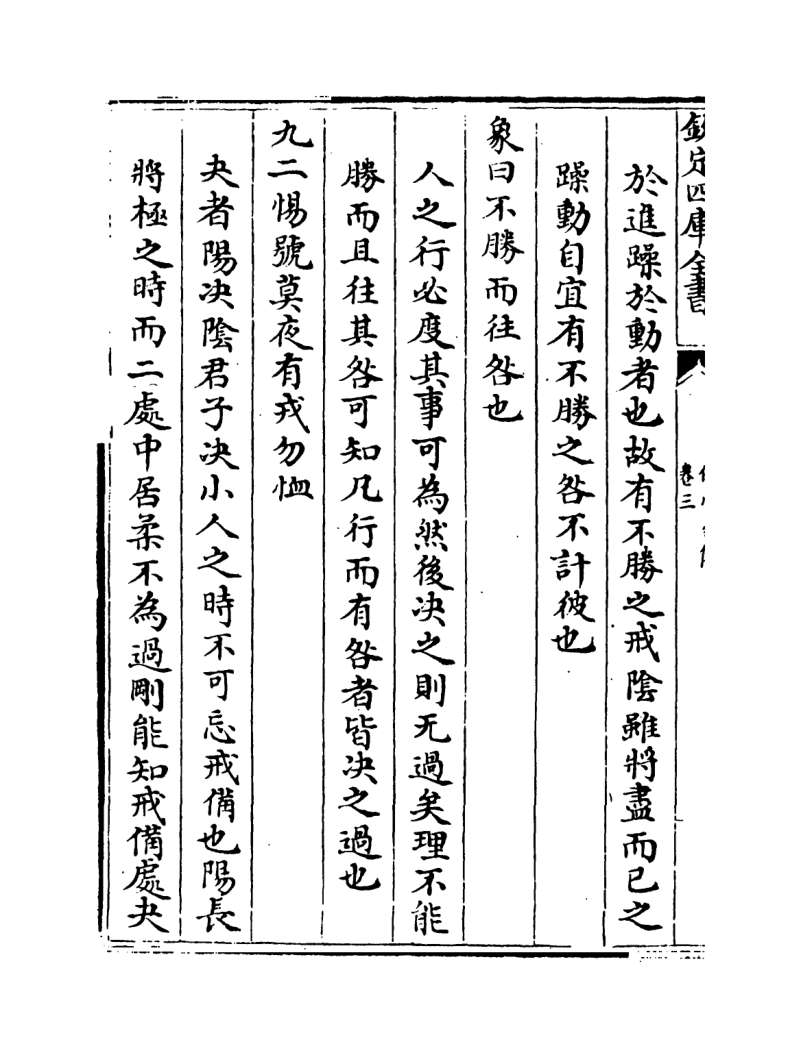 欽定四庫全書
卷三
於進躁於動者也故有不勝之戒陰雖將盡而已之
躁動自宜有不勝之咎不計彼也
象曰不勝而往咎也
人之行必度其事可為然後决之則无過矣理不能
勝而且往其咎可知凡行而有咎者皆决之過也
九二惕號莫夜有戎勿恤
夬者陽决陰君子决小人之時不可忘戒備也陽長
將極之時而二處中居柔不為過剛能知戒備處夬